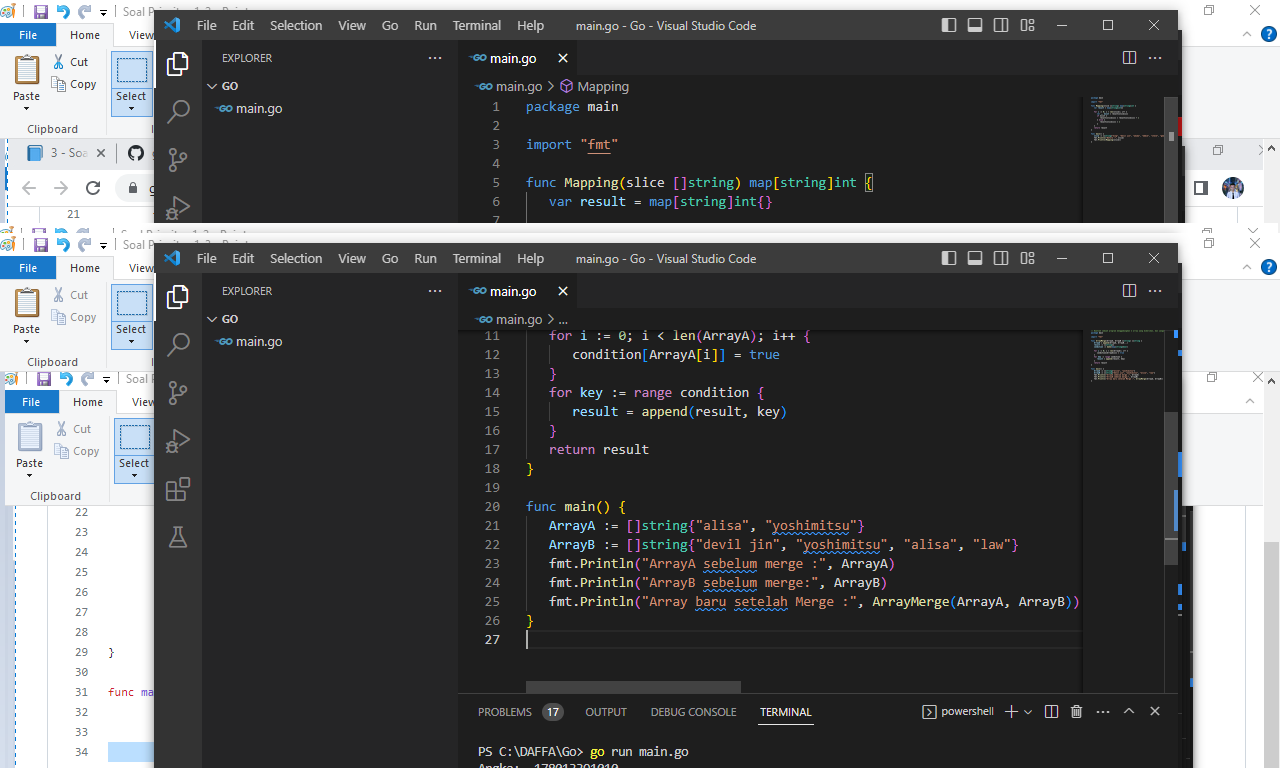 Soal Priority 1-2 - Paint
File
Home
View
Cut
Copy
Paste
Select
Clipboard
3 - Soa
21
File Edit Selection View Go Run Terminal Help main.go - Go - Visual Studio Code
EXPLORER
GO
main.go
main.go
main.go > Mapping
1 package main
2
3 import "fmt"
4
5 func Mapping(slice []string) map[string]int {
6 var result = map[string]int{}
7
File
Home
View
Cut
Copy
Paste
Select
Clipboard
File Edit Selection View Go Run Terminal Help main.go - Go - Visual Studio Code
EXPLORER
GO
main.go
main.go
main.go > ...
11 for i := 0; i < len(ArrayA); i++ {
12 condition[ArrayA[i]] = true
13 }
14 for key := range condition {
15 result = append(result, key)
16 }
17 return result
18 }
19
20 func main() {
21 ArrayA := []string{"alisa", "yoshimitsu"}
22 ArrayB := []string{"devil jin", "yoshimitsu", "alisa", "law"}
23 fmt.Println("ArrayA sebelum merge :", ArrayA)
24 fmt.Println("ArrayB sebelum merge:", ArrayB)
25 fmt.Println("Array baru setelah Merge :", ArrayMerge(ArrayA, ArrayB))
26 }
27
PROBLEMS 17 OUTPUT DEBUG CONSOLE TERMINAL
powershell
PS C:\DAFFA\Go> go run main.go
File
Home
View
Cut
Copy
Paste
Select
Clipboard
22
23
24
25
26
27
28
29 }
30
31 func ma
32
33
34